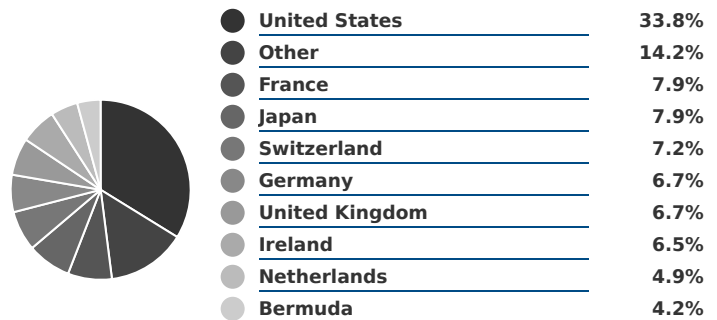 United States 33.8%
Other 14.2%
France 7.9%
Japan 7.9%
Switzerland 7.2%
Germany 6.7%
United Kingdom 6.7%
Ireland 6.5%
Netherlands 4.9%
Bermuda 4.2%